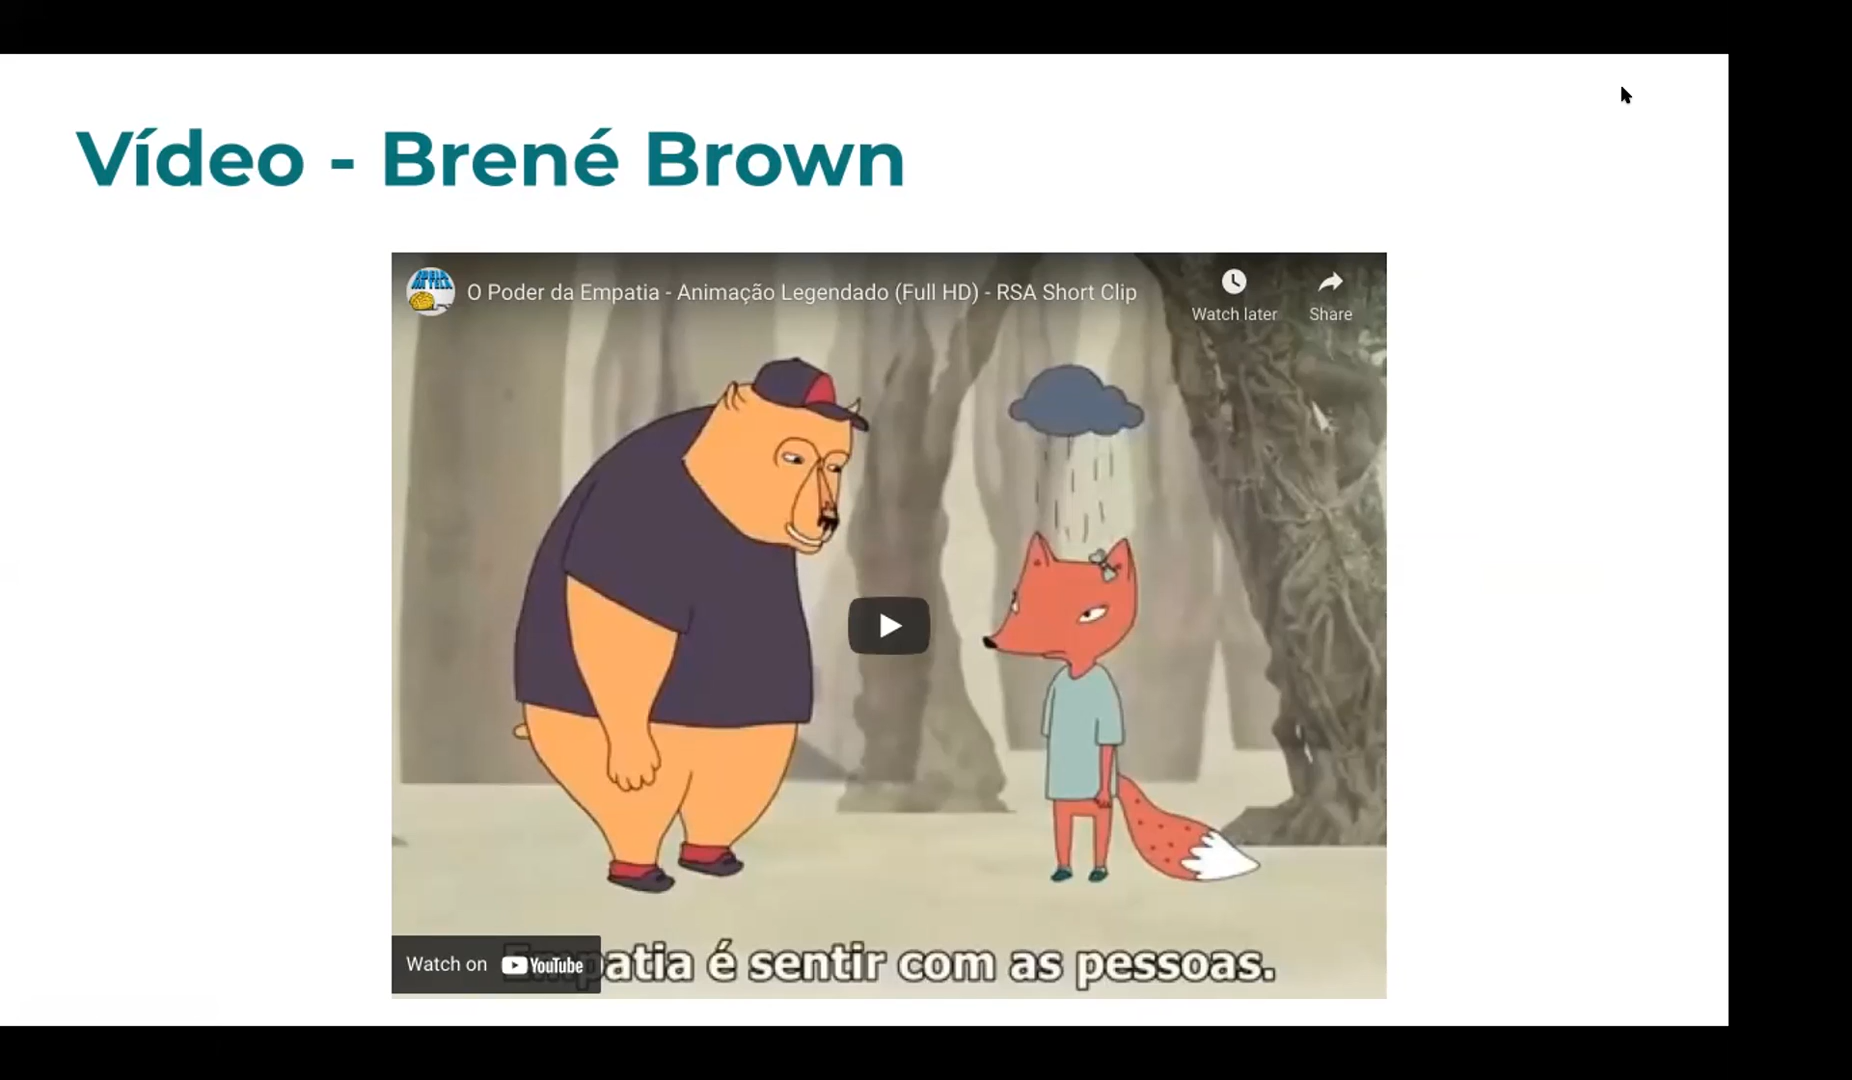 Vídeo - Brené Brown
O Poder da Empatia - Animação Legendado (Full HD) - RSA Short Clip
Watch later
Share
Watch on YouTube
Empatia é sentir com as pessoas.